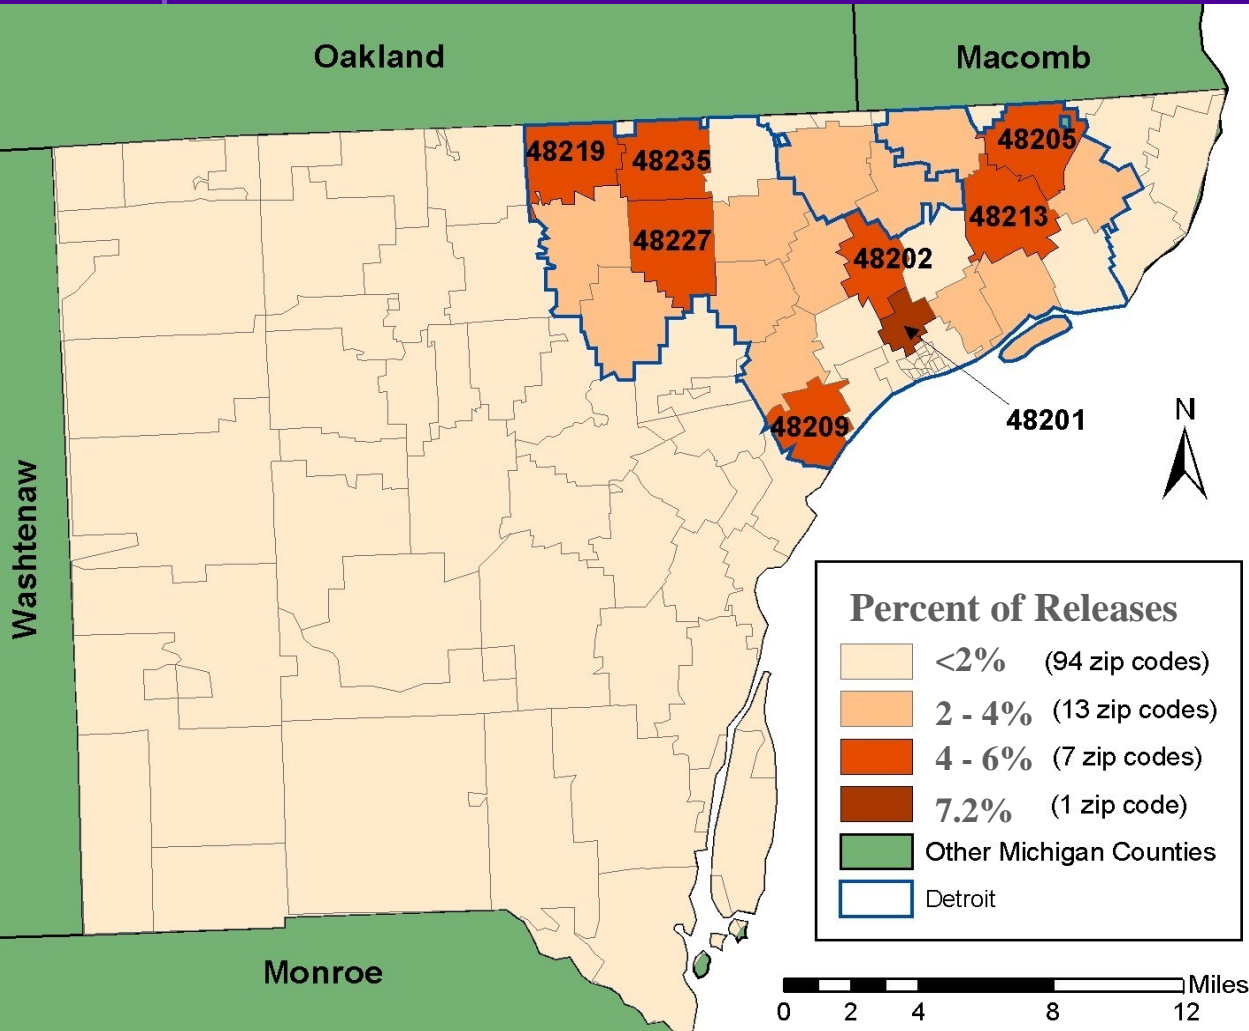 Oakland
Macomb
48219
48235
48205
48227
48213
48202
48201
48209
Washtenaw
N
Percent of Releases
<2% (94 zip codes)
2 - 4% (13 zip codes)
4 - 6% (7 zip codes)
7.2% (1 zip code)
Other Michigan Counties
Detroit
Monroe
Miles
0 2 4 8 12